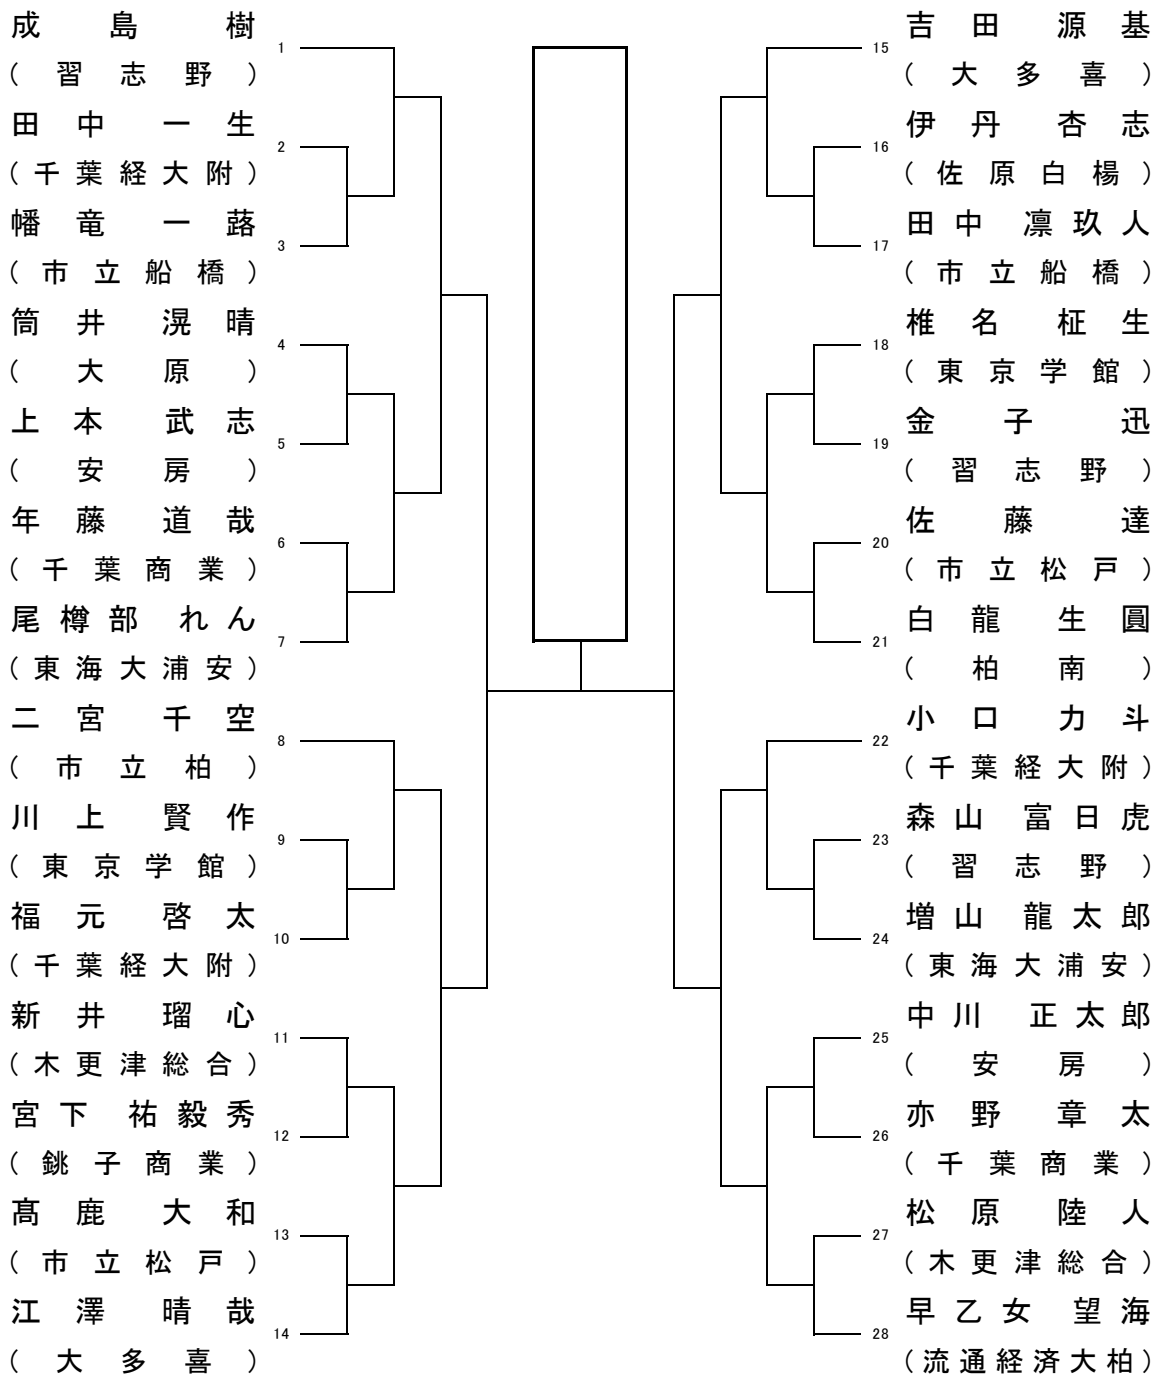 成島樹
1
(習志野)
田中一生
2
(千葉経大附)
幡竜一蕗
3
(市立船橋)
筒井滉晴
4
(大原)
上本武志
5
(安房)
年藤道哉
6
(千葉商業)
尾樽部れん
7
(東海大浦安)
二宮千空
8
(市立柏)
川上賢作
9
(東京学館)
福元啓太
10
(千葉経大附)
新井瑠心
11
(木更津総合)
宮下祐毅秀
12
(銚子商業)
髙鹿大和
13
(市立松戸)
江澤晴哉
14
(大多喜)
吉田源基
15
(大多喜)
伊丹杏志
16
(佐原白楊)
田中凛玖人
17
(市立船橋)
椎名柾生
18
(東京学館)
金子迅
19
(習志野)
佐藤達
20
(市立松戸)
白龍生圓
21
(柏南)
小口力斗
22
(千葉経大附)
森山富日虎
23
(習志野)
増山龍太郎
24
(東海大浦安)
中川正太郎
25
(安房)
亦野章太
26
(千葉商業)
松原陸人
27
(木更津総合)
早乙女望海
28
(流通経済大柏)